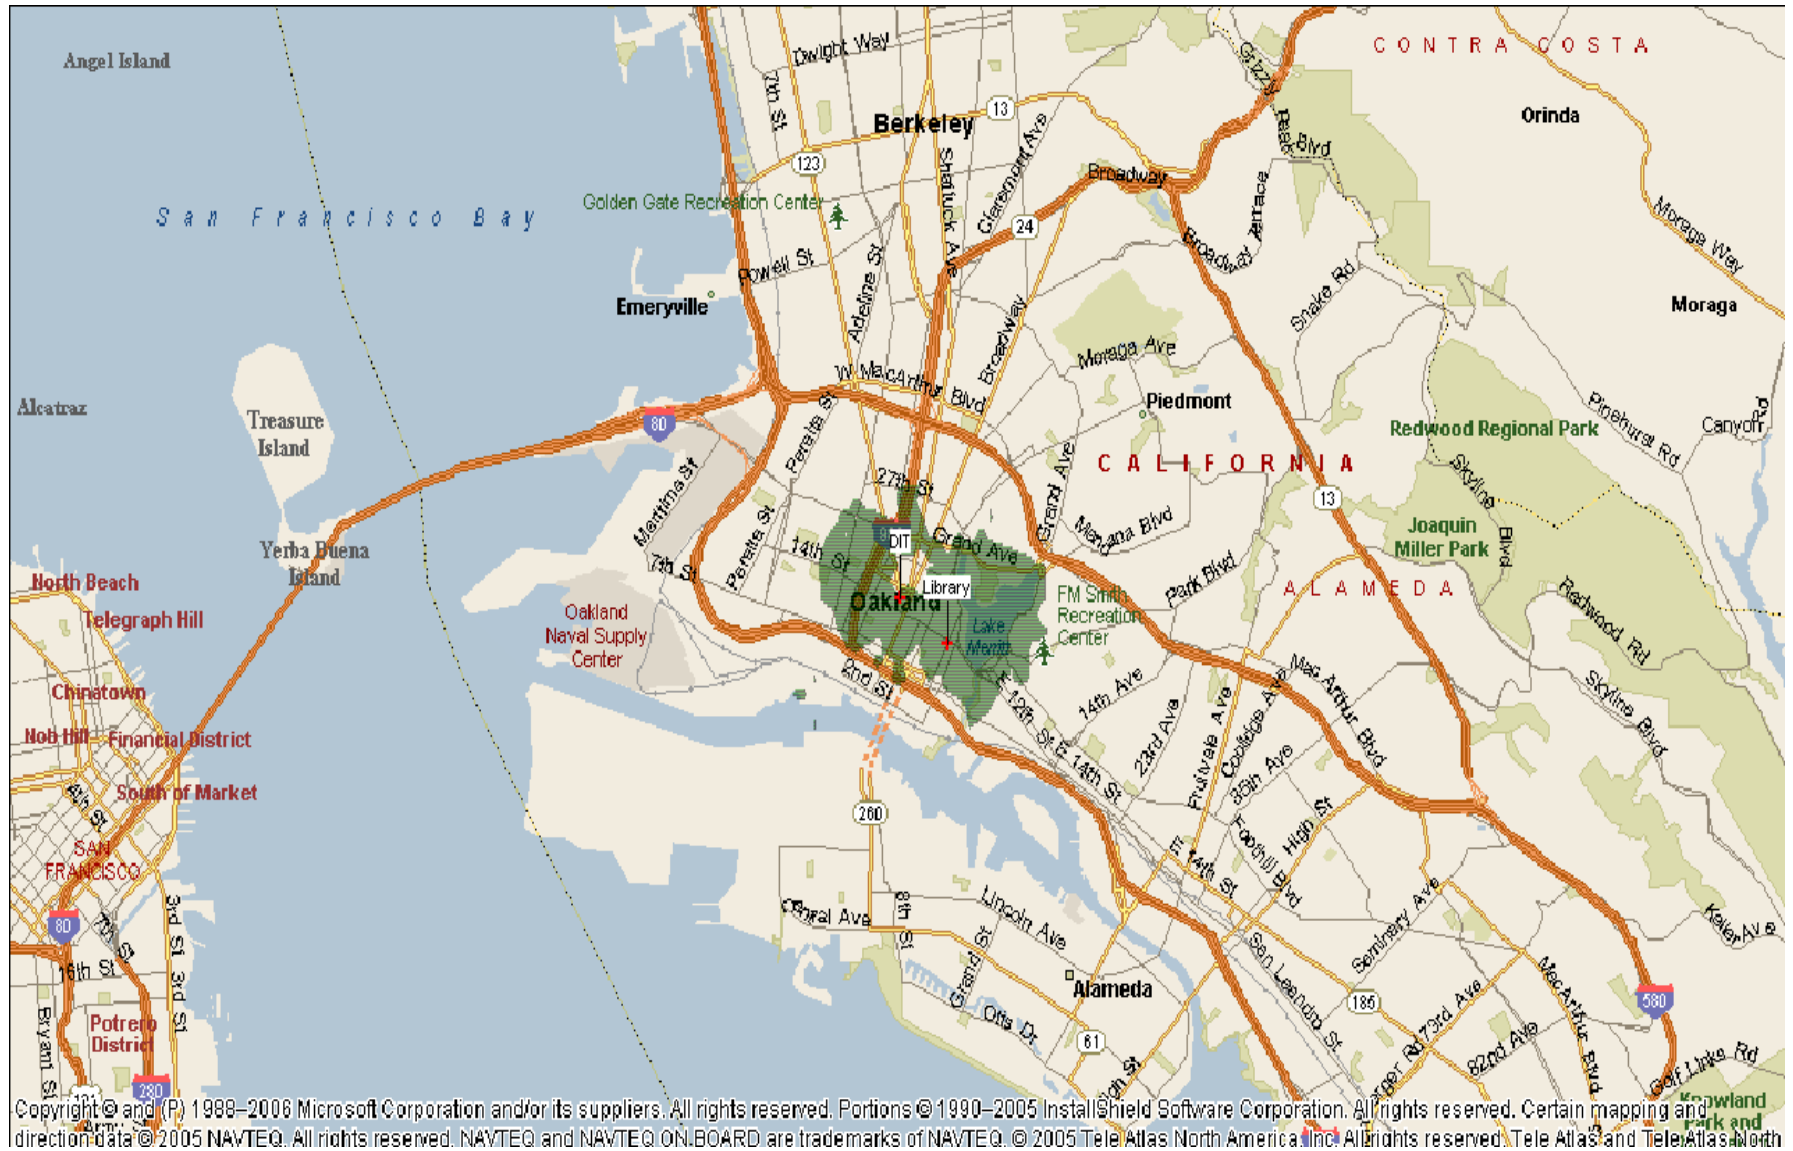 Angel Island
CONTRA COSTA
Dwight Way
Grizzly Peak Blvd
7th St
Orinda
Berkeley
13
123
Shattuck Ave
Claremont Ave
Broadway
Golden Gate Recreation Center
San Francisco Bay
24
Broadway Terrace
Moraga Way
Powell St
Adeline St
Snake Rd
Emeryville
Moraga
Broadway
Moraga Ave
W MacArthur Blvd
Piedmont
Alcatraz
Treasure
Island
80
Peralta St
Redwood Regional Park
Pinehurst Rd
Canyon Rd
CALIFORNIA
27th St
Grand Ave
Skyline Blvd
13
Maritime St
Peralta St
Mandana Blvd
Joaquin
Miller Park
DIT
Grand Ave
14th St
Yerba Buena
Island
7th St
Park Blvd
North Beach
Library
ALAMEDA
Oakland
FM Smith
Recreation
Center
Redwood Rd
Telegraph Hill
Oakland
Naval Supply
Center
Lake
Merritt
2nd St
E 12th St
14th Ave
MacArthur Blvd
Skyline Blvd
Chinatown
23rd Ave
Fruitvale Ave
Coolidge Ave
35th Ave
Nob Hill
Financial District
E 14th St
4th St
South of Market
260
High St
Foothill Blvd
E 14th St
SAN
FRANCISCO
Central Ave
8th St
Lincoln Ave
Seminary Ave
Keller Ave
80
3rd St
7th St
16th St
3rd St
Grand St
San Leandro St
MacArthur Blvd
Alameda
185
580
Otis Dr
73rd Ave
82nd Ave
61
Potrero
District
Bryant St
Golf Links Rd
280
Knowland
Park and
Copyright © and (P) 1988–2006 Microsoft Corporation and/or its suppliers. All rights reserved. Portions © 1990–2005 InstallShield Software Corporation. All rights reserved. Certain mapping and
direction data © 2005 NAVTEQ. All rights reserved. NAVTEQ and NAVTEQ ON BOARD are trademarks of NAVTEQ. © 2005 Tele Atlas North America, Inc. All rights reserved. Tele Atlas and Tele Atlas North